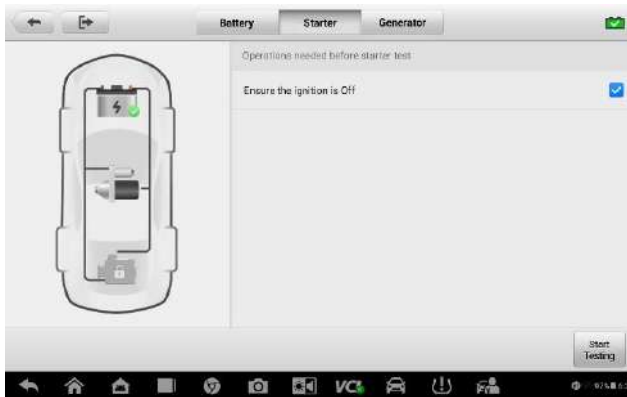 Battery Starter Generator
Operations needed before starter test
Ensure the ignition is Off
Start
Testing
VCI